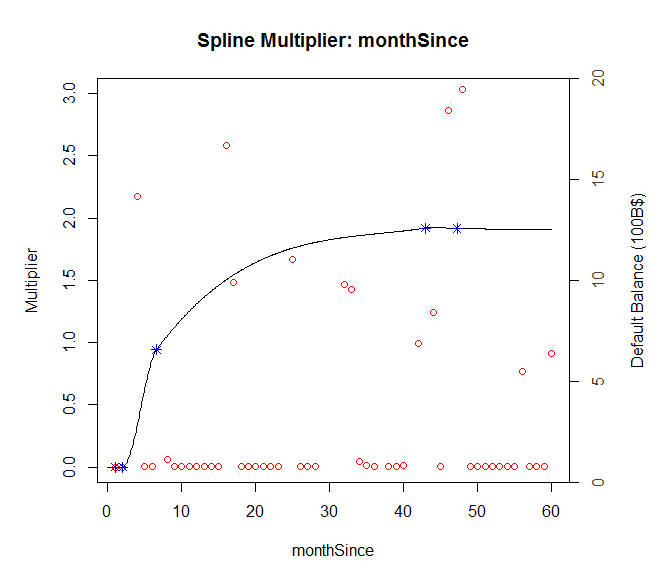 Spline Multiplier: monthSince
Multiplier
0.0 0.5 1.0 1.5 2.0 2.5 3.0
0 5 10 15 20
Default Balance (100B$)
0 10 20 30 40 50 60
monthSince